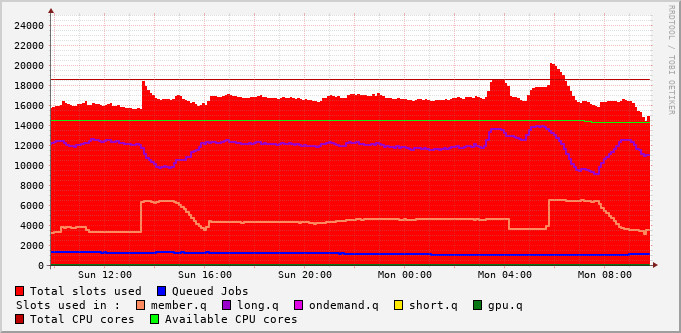 RRDTOOL / TOBI OETIKER
24000
22000
20000
18000
16000
14000
12000
10000
8000
6000
4000
2000
0
Sun 12:00 Sun 16:00 Sun 20:00 Mon 00:00 Mon 04:00 Mon 08:00
Total slots used Queued Jobs
Slots used in : member.q long.q ondemand.q short.q gpu.q
Total CPU cores Available CPU cores